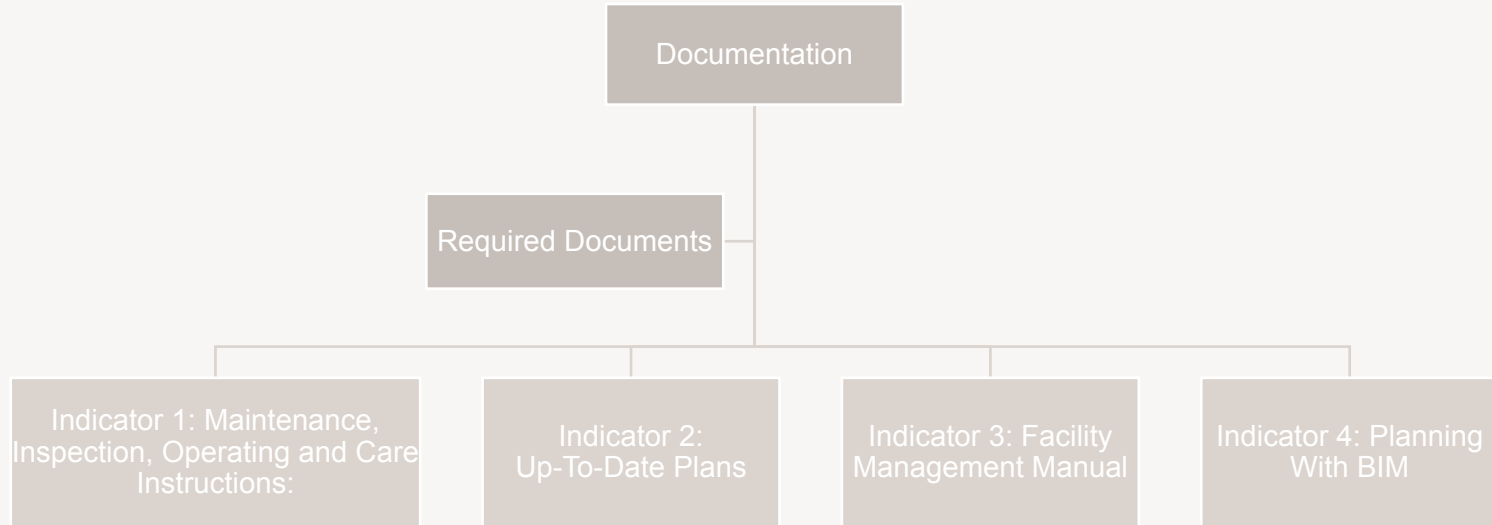 Documentation
Required Documents
Indicator 1: Maintenance,
Inspection, Operating and Care
Instructions:
Indicator 2:
Up-To-Date Plans
Indicator 3: Facility
Management Manual
Indicator 4: Planning
With BIM